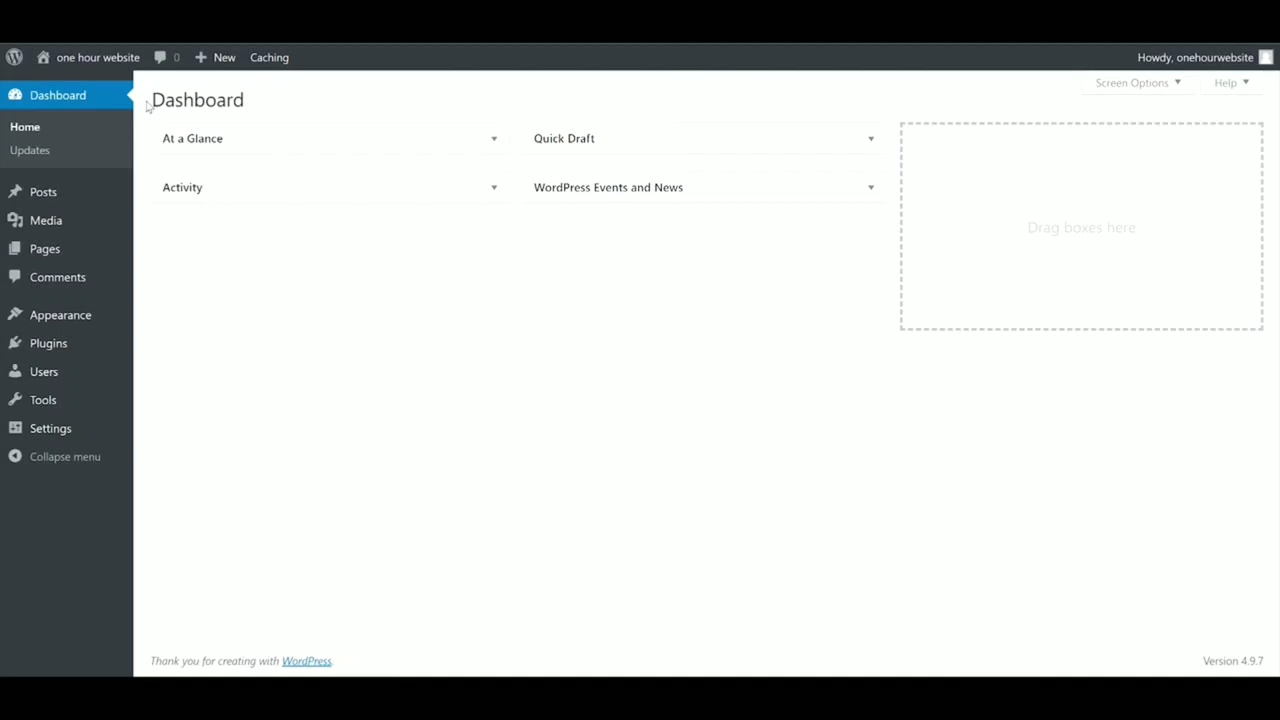 one hour website 0 New Caching Howdy, onehourwebsite
Screen Options Help
Dashboard
Home
Updates
Posts
Media
Pages
Comments
Appearance
Plugins
Users
Tools
Settings
Collapse menu
Dashboard
At a Glance Quick Draft
Activity WordPress Events and News
Drag boxes here
Thank you for creating with WordPress. Version 4.9.7